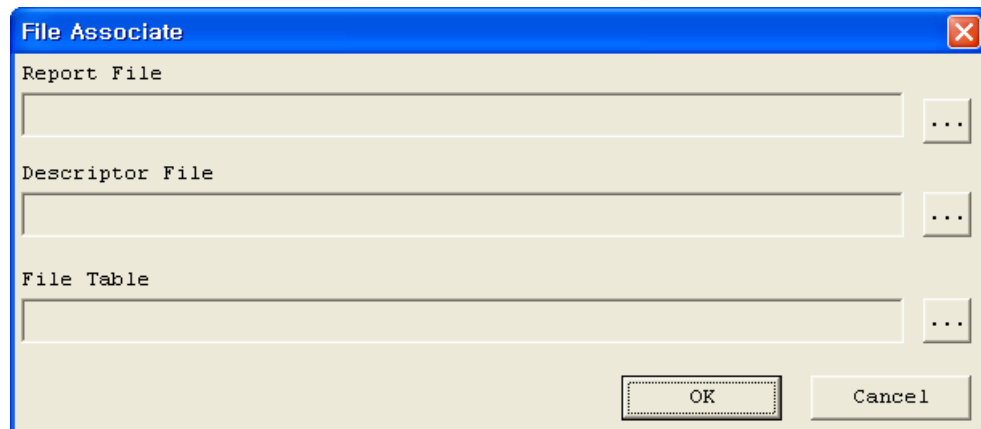 File Associate
Report File
...
Descriptor File
...
File Table
...
OK Cancel